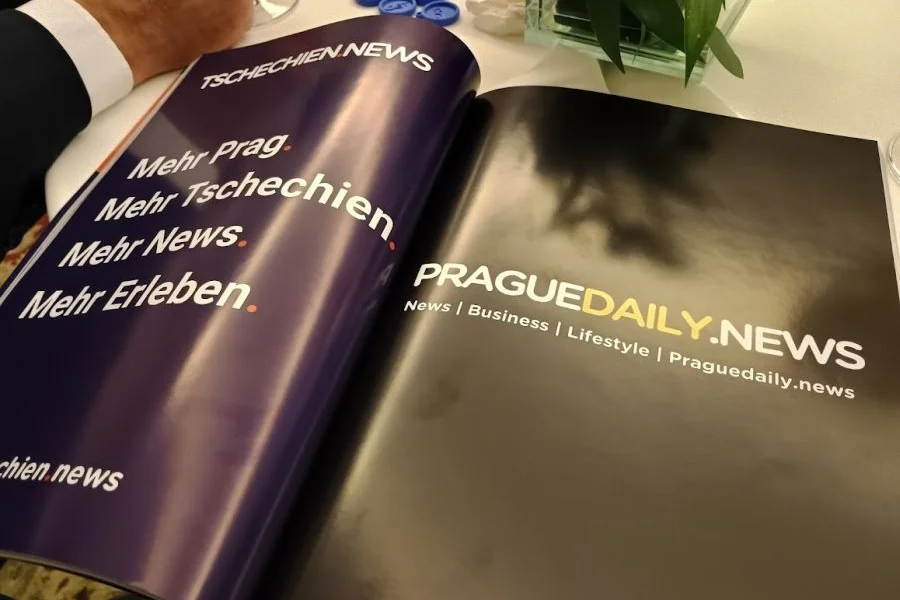 TSCHECHIEN.NEWS
Mehr Prag.
Mehr Tschechien.
Mehr News.
Mehr Erleben.
chien.news
PRAGUEDAILY.NEWS
News | Business | Lifestyle | Praguedaily.news